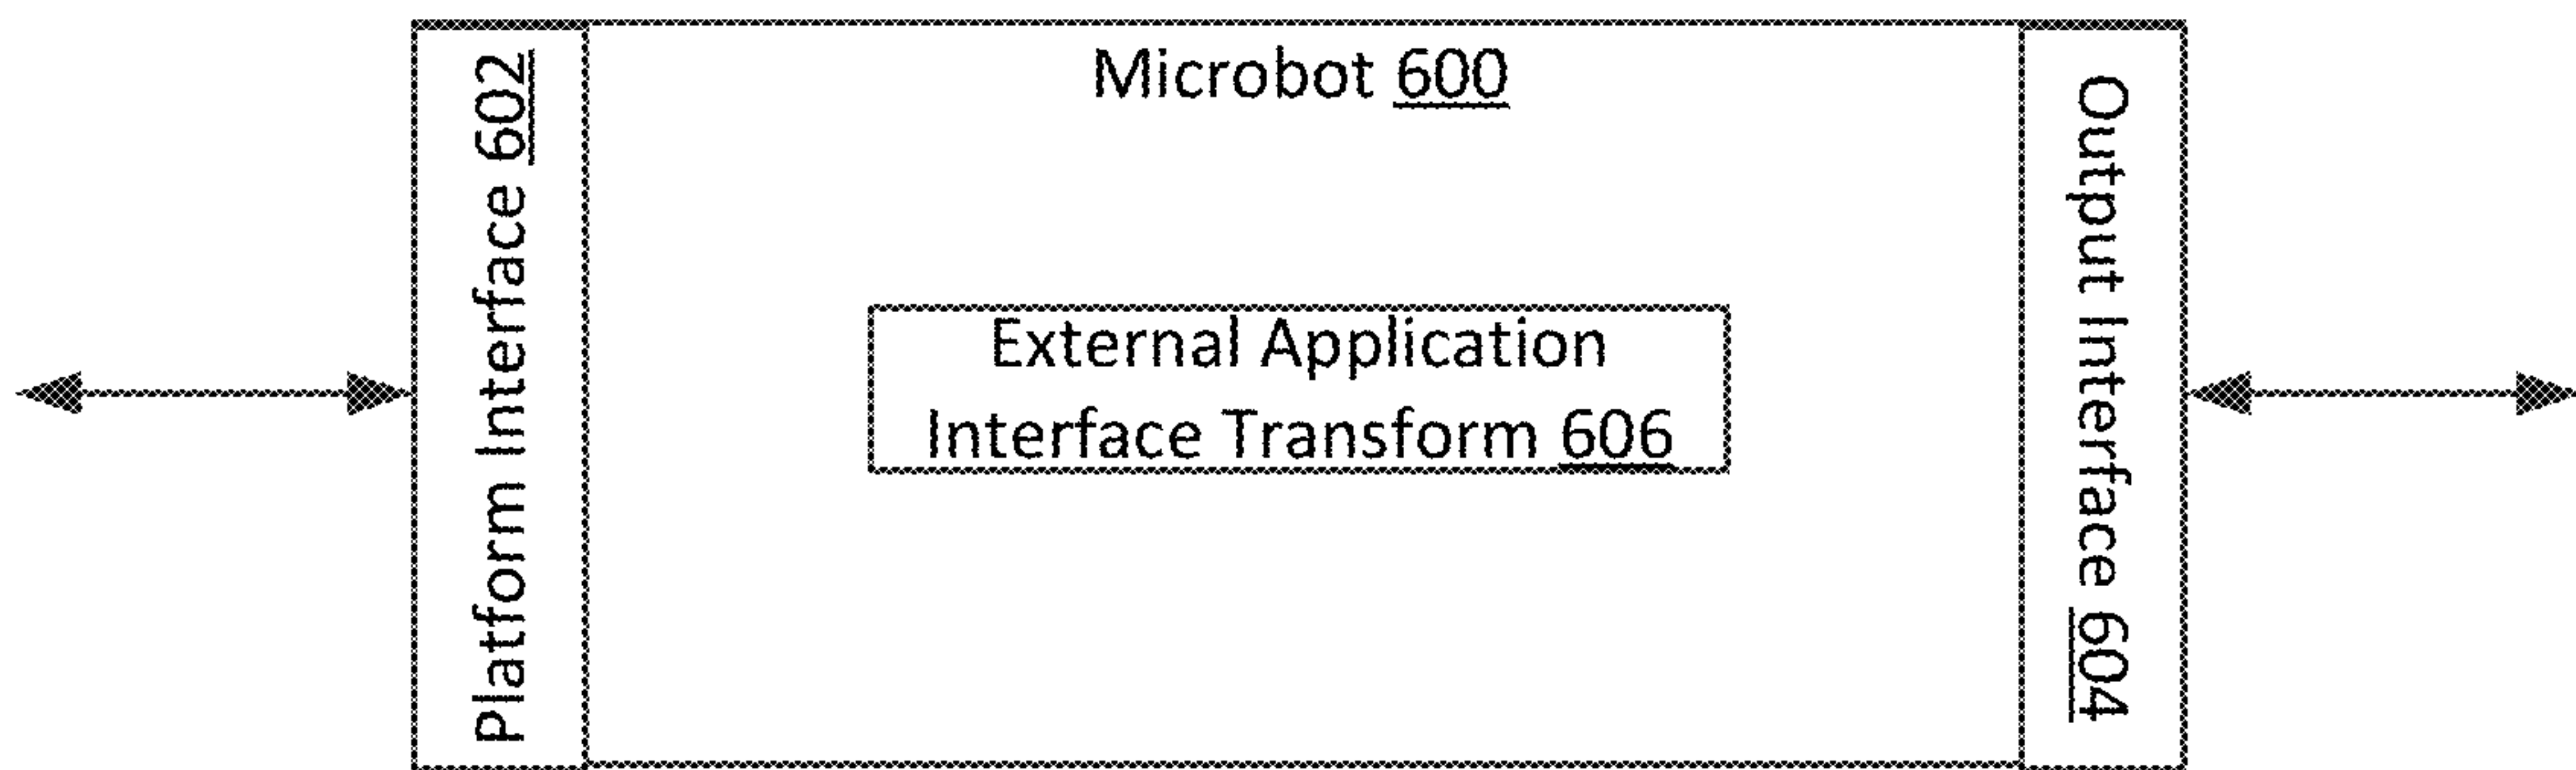 Microbot 600
Platform Interface 602
External Application
Interface Transform 606
Output Interface 604